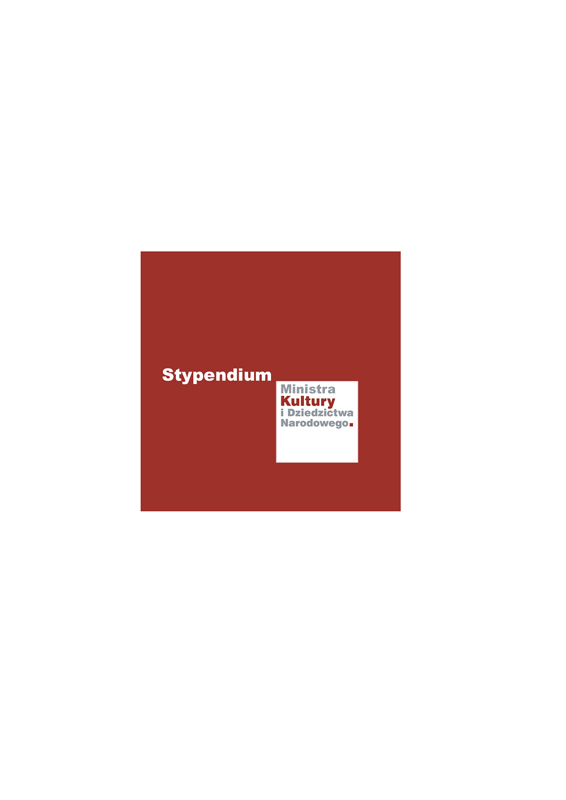 Stypendium
Ministra
Kultury
i Dziedzictwa
Narodowego.